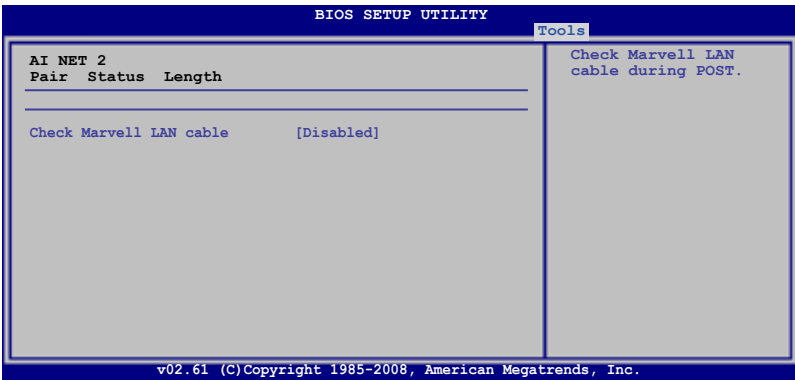 BIOS SETUP UTILITY
Tools
AI NET 2
Pair Status Length
Check Marvell LAN cable [Disabled]
Check Marvell LAN
cable during POST.
v02.61 (C)Copyright 1985-2008, American Megatrends, Inc.